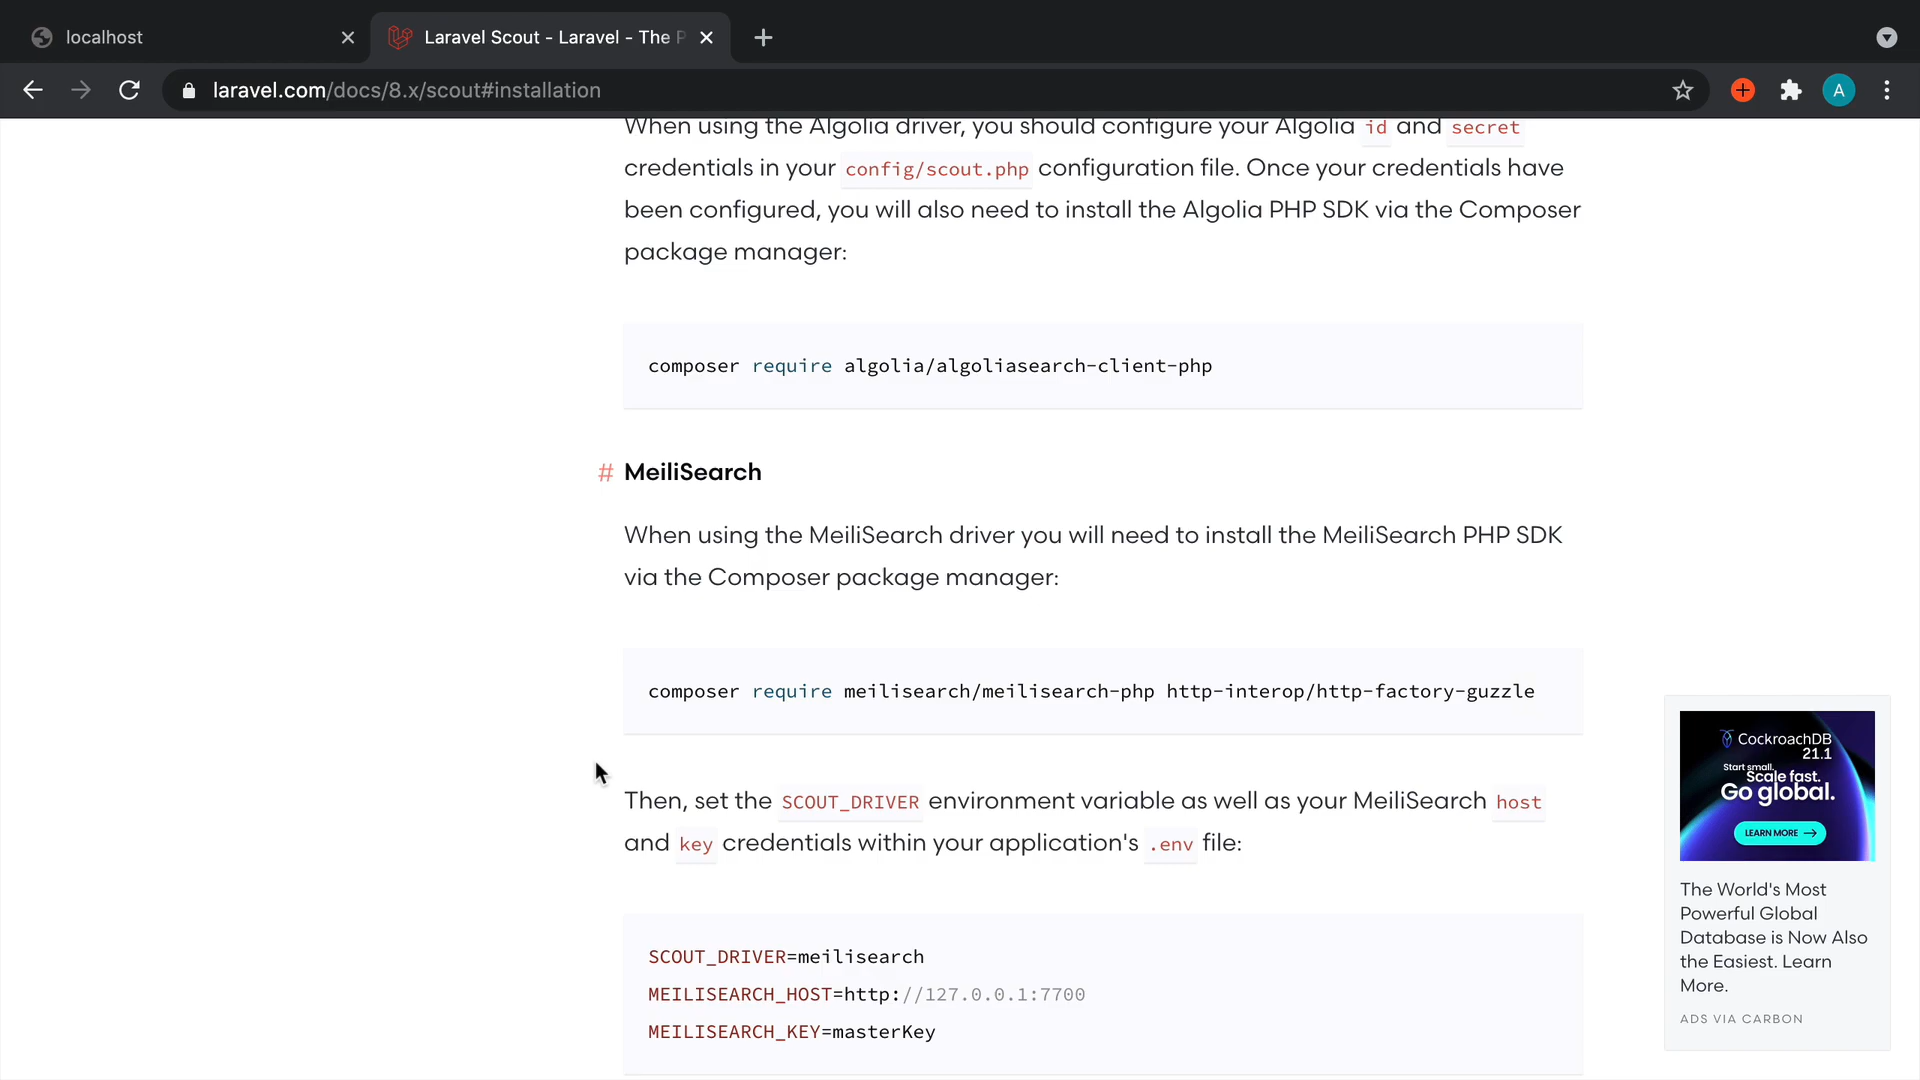 localhost
Laravel Scout - Laravel - The P
laravel.com/docs/8.x/scout#installation
A
When using the Algolia driver, you should configure your Algolia id and secret
credentials in your config/scout.php configuration file. Once your credentials have
been configured, you will also need to install the Algolia PHP SDK via the Composer
package manager:
composer require algolia/algoliasearch-client-php
# MeiliSearch
When using the MeiliSearch driver you will need to install the MeiliSearch PHP SDK
via the Composer package manager:
composer require meilisearch/meilisearch-php http-interop/http-factory-guzzle
Then, set the SCOUT_DRIVER environment variable as well as your MeiliSearch host
and key credentials within your application's .env file:
SCOUT_DRIVER=meilisearch
MEILISEARCH_HOST=http://127.0.0.1:7700
MEILISEARCH_KEY=masterKey
CockroachDB
21.1
Start small.
Scale fast.
Go global.
LEARN MORE →
The World's Most
Powerful Global
Database is Now Also
the Easiest. Learn
More.
ADS VIA CARBON